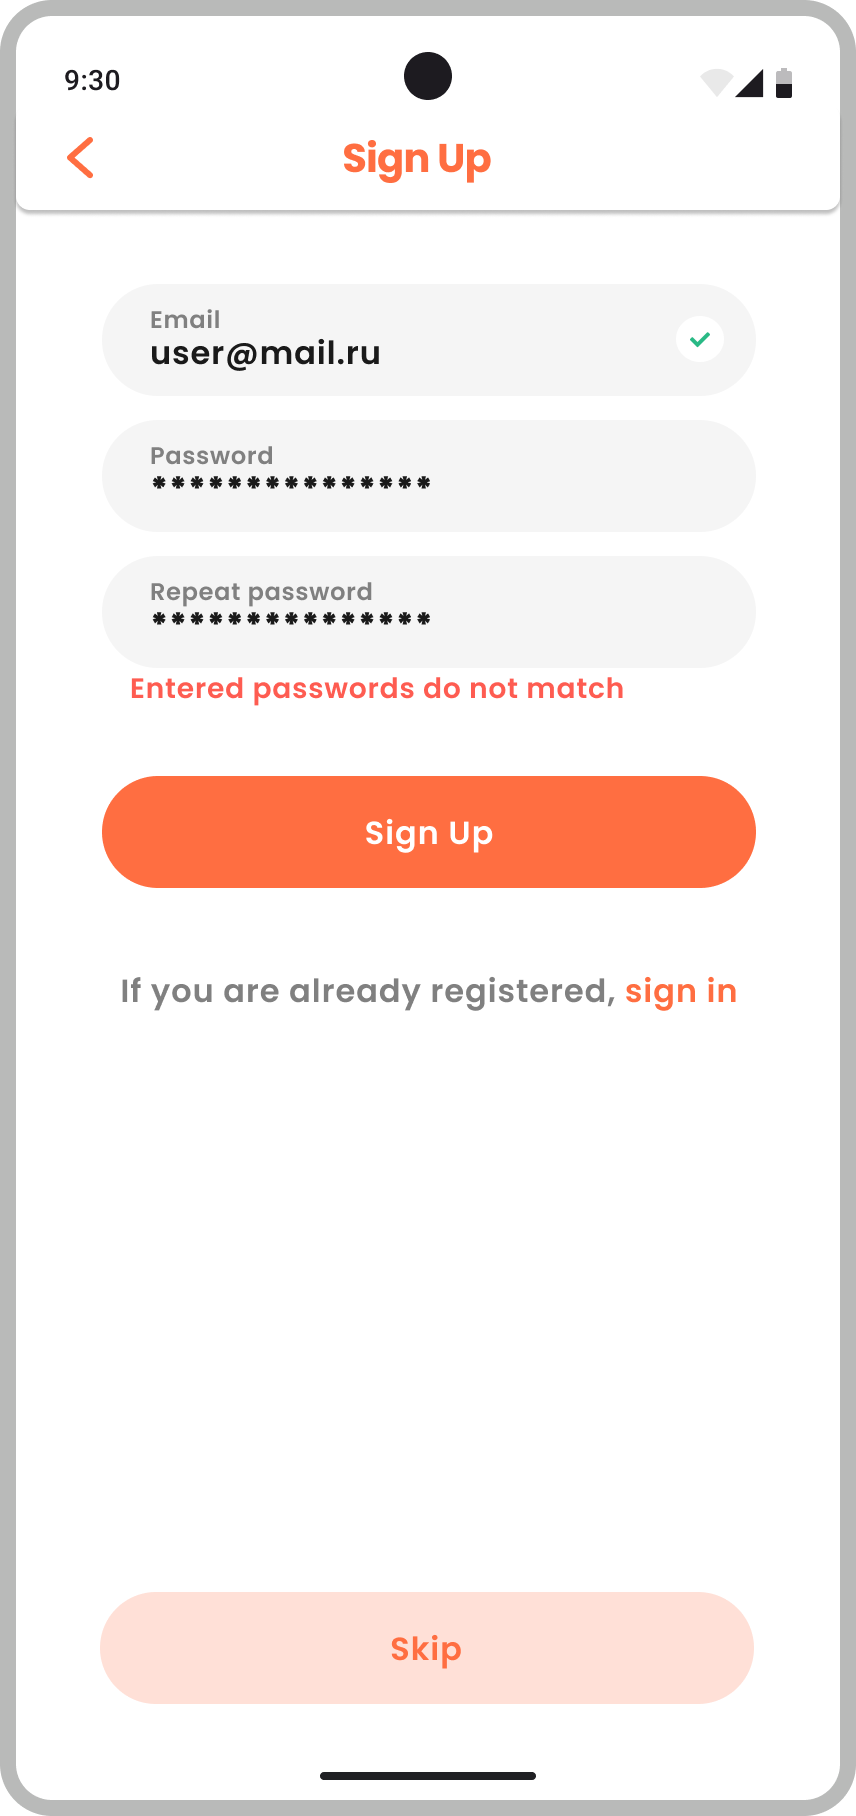 9:30
Sign Up
Email
user@mail.ru
Password
***************
Repeat password
***************
Entered passwords do not match
Sign Up
If you are already registered, sign in
Skip